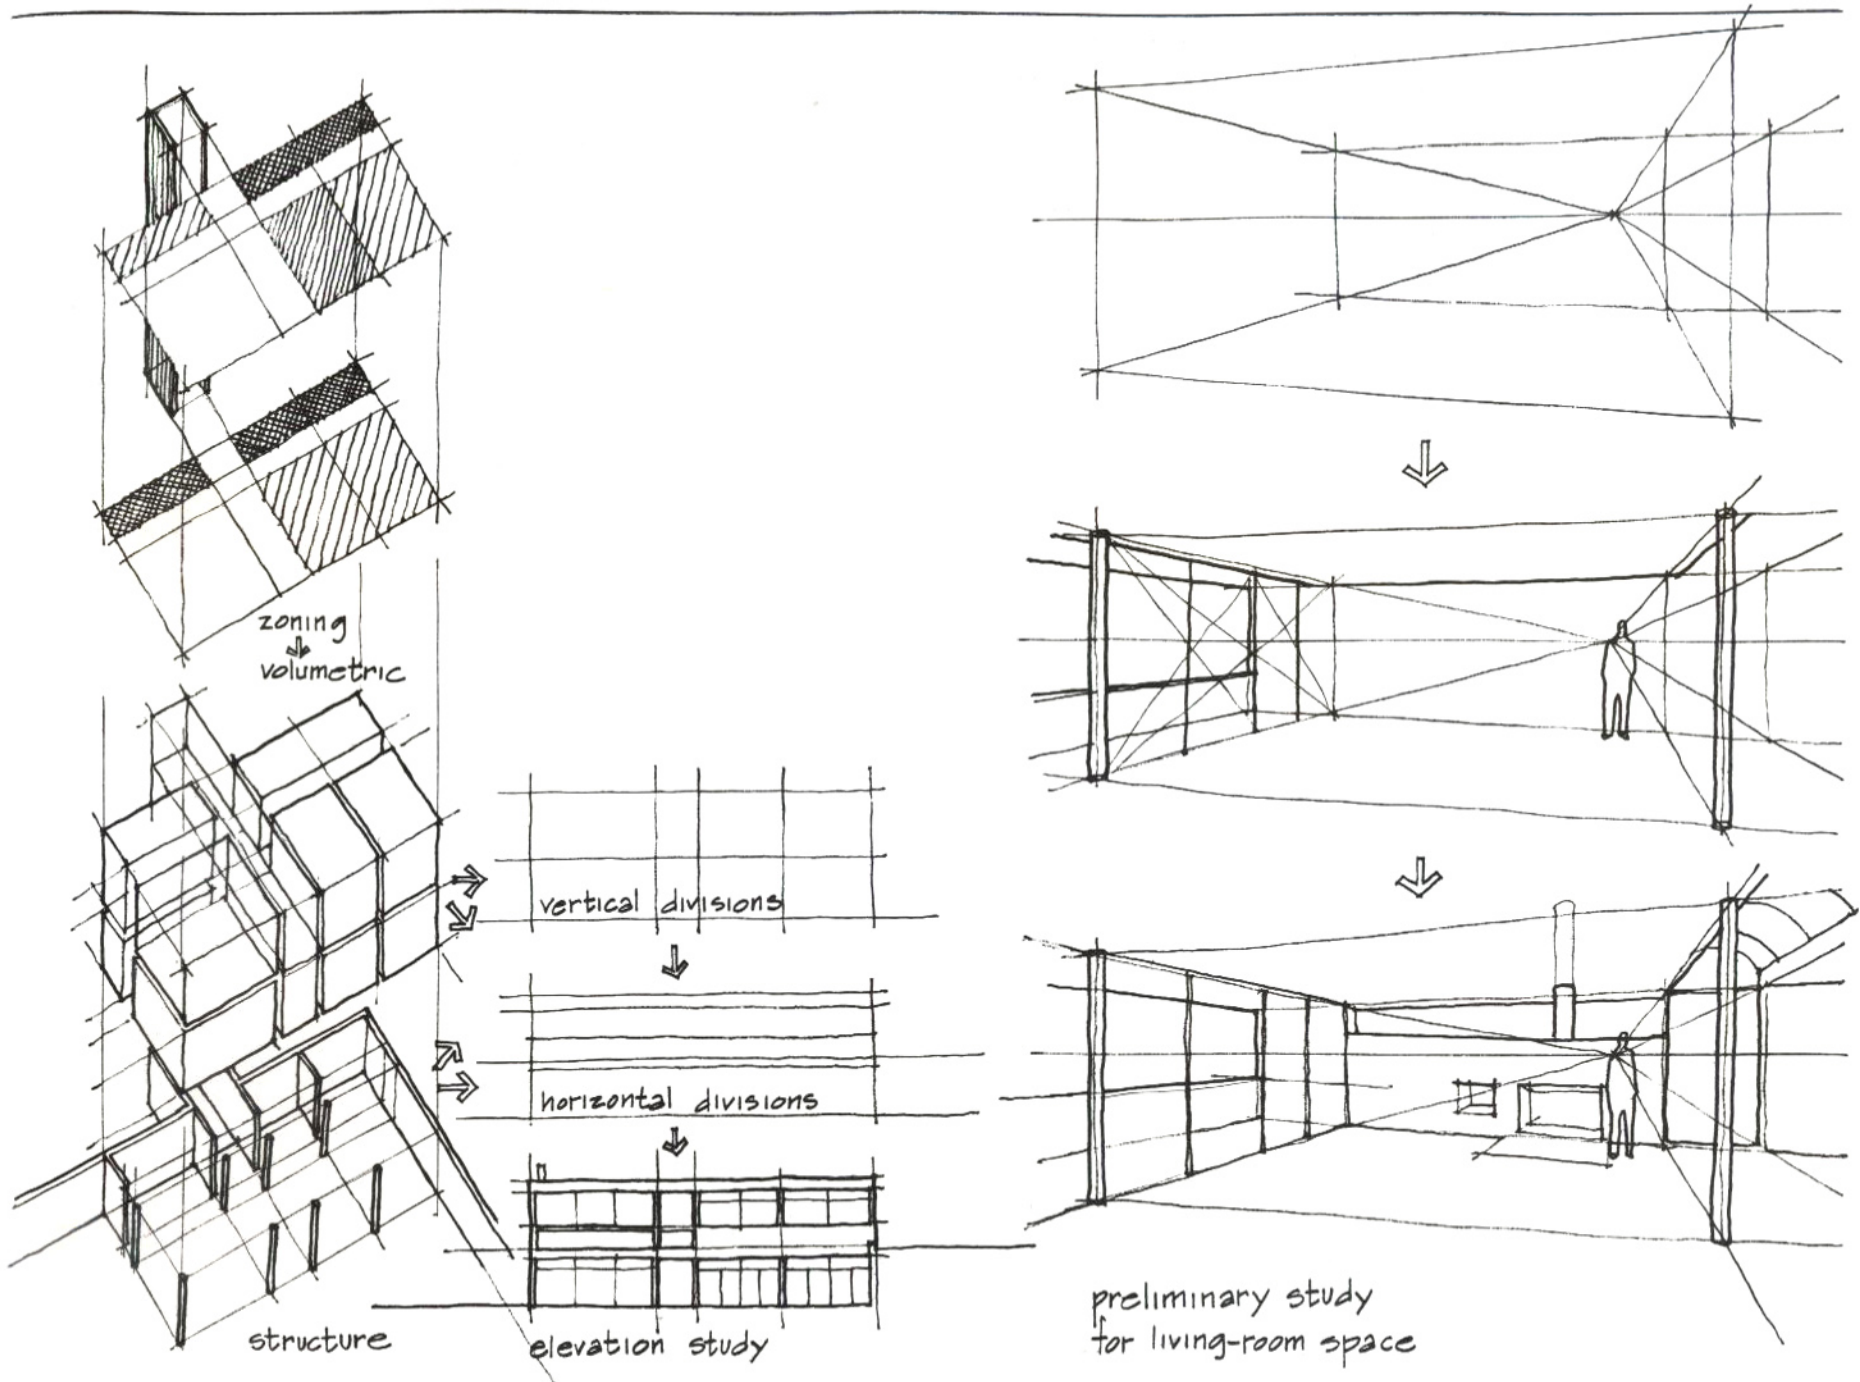 zoning
volumetric
vertical divisions
horizontal divisions
structure
elevation study
preliminary study
for living-room space